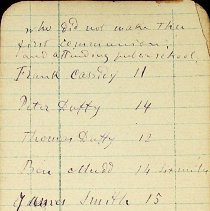 who did not make their
first communion,
and attending public school.
Frank Cassidy 11
Peter Duffy 14
Thomas Duffy 12
Ben Mudd 14
James Smith 15